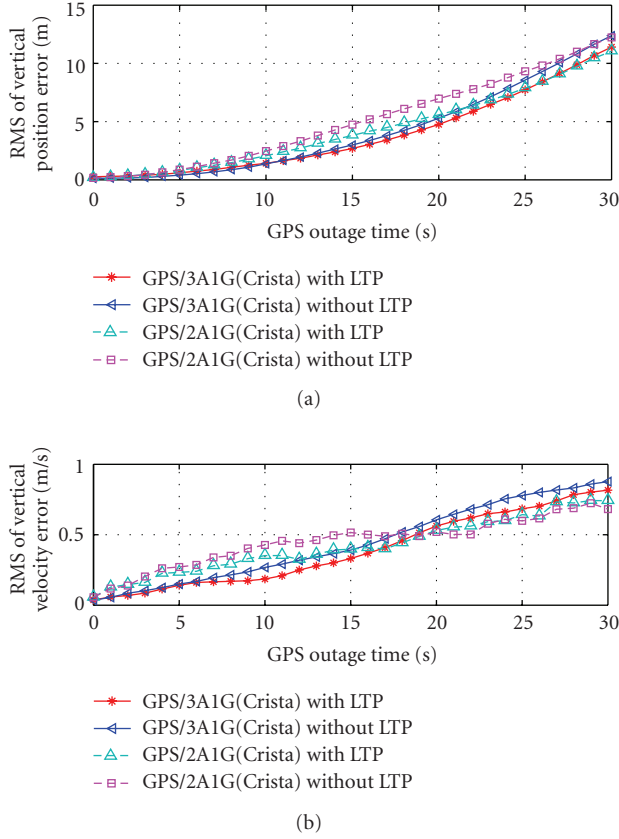 15
10
5
0
RMS of vertical
position error (m)
0 5 10 15 20 25 30
GPS outage time (s)
GPS/3A1G(Crista) with LTP
GPS/3A1G(Crista) without LTP
GPS/2A1G(Crista) with LTP
GPS/2A1G(Crista) without LTP
(a)
1
0.5
0
RMS of vertical
velocity error (m/s)
0 5 10 15 20 25 30
GPS outage time (s)
GPS/3A1G(Crista) with LTP
GPS/3A1G(Crista) without LTP
GPS/2A1G(Crista) with LTP
GPS/2A1G(Crista) without LTP
(b)